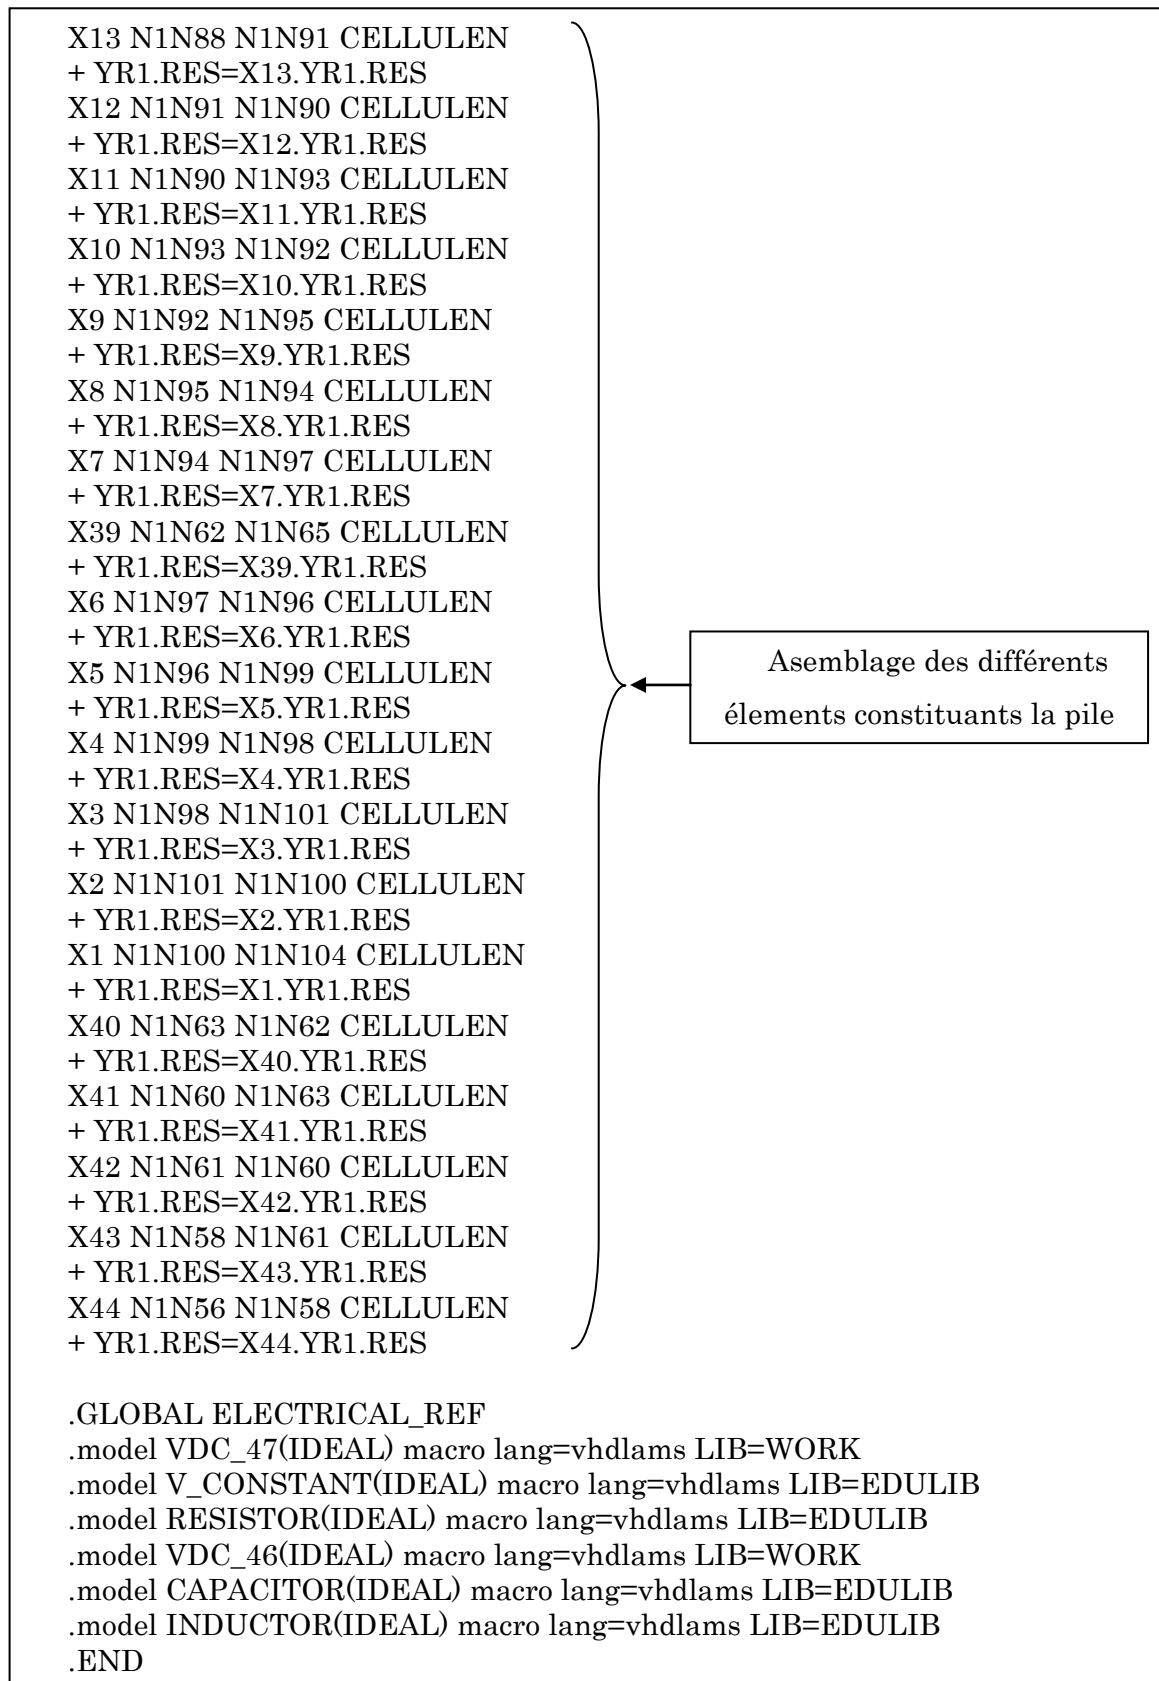 X13 N1N88 N1N91 CELLULEN
+ YR1.RES=X13.YR1.RES
X12 N1N91 N1N90 CELLULEN
+ YR1.RES=X12.YR1.RES
X11 N1N90 N1N93 CELLULEN
+ YR1.RES=X11.YR1.RES
X10 N1N93 N1N92 CELLULEN
+ YR1.RES=X10.YR1.RES
X9 N1N92 N1N95 CELLULEN
+ YR1.RES=X9.YR1.RES
X8 N1N95 N1N94 CELLULEN
+ YR1.RES=X8.YR1.RES
X7 N1N94 N1N97 CELLULEN
+ YR1.RES=X7.YR1.RES
X39 N1N62 N1N65 CELLULEN
+ YR1.RES=X39.YR1.RES
X6 N1N97 N1N96 CELLULEN
+ YR1.RES=X6.YR1.RES
X5 N1N96 N1N99 CELLULEN
+ YR1.RES=X5.YR1.RES
X4 N1N99 N1N98 CELLULEN
+ YR1.RES=X4.YR1.RES
X3 N1N98 N1N101 CELLULEN
+ YR1.RES=X3.YR1.RES
X2 N1N101 N1N100 CELLULEN
+ YR1.RES=X2.YR1.RES
X1 N1N100 N1N104 CELLULEN
+ YR1.RES=X1.YR1.RES
X40 N1N63 N1N62 CELLULEN
+ YR1.RES=X40.YR1.RES
X41 N1N60 N1N63 CELLULEN
+ YR1.RES=X41.YR1.RES
X42 N1N61 N1N60 CELLULEN
+ YR1.RES=X42.YR1.RES
X43 N1N58 N1N61 CELLULEN
+ YR1.RES=X43.YR1.RES
X44 N1N56 N1N58 CELLULEN
+ YR1.RES=X44.YR1.RES
Asemblage des différents
élements constituants la pile
.GLOBAL ELECTRICAL_REF
.model VDC_47(IDEAL) macro lang=vhdlams LIB=WORK
.model V_CONSTANT(IDEAL) macro lang=vhdlams LIB=EDULIB
.model RESISTOR(IDEAL) macro lang=vhdlams LIB=EDULIB
.model VDC_46(IDEAL) macro lang=vhdlams LIB=WORK
.model CAPACITOR(IDEAL) macro lang=vhdlams LIB=EDULIB
.model INDUCTOR(IDEAL) macro lang=vhdlams LIB=EDULIB
.END